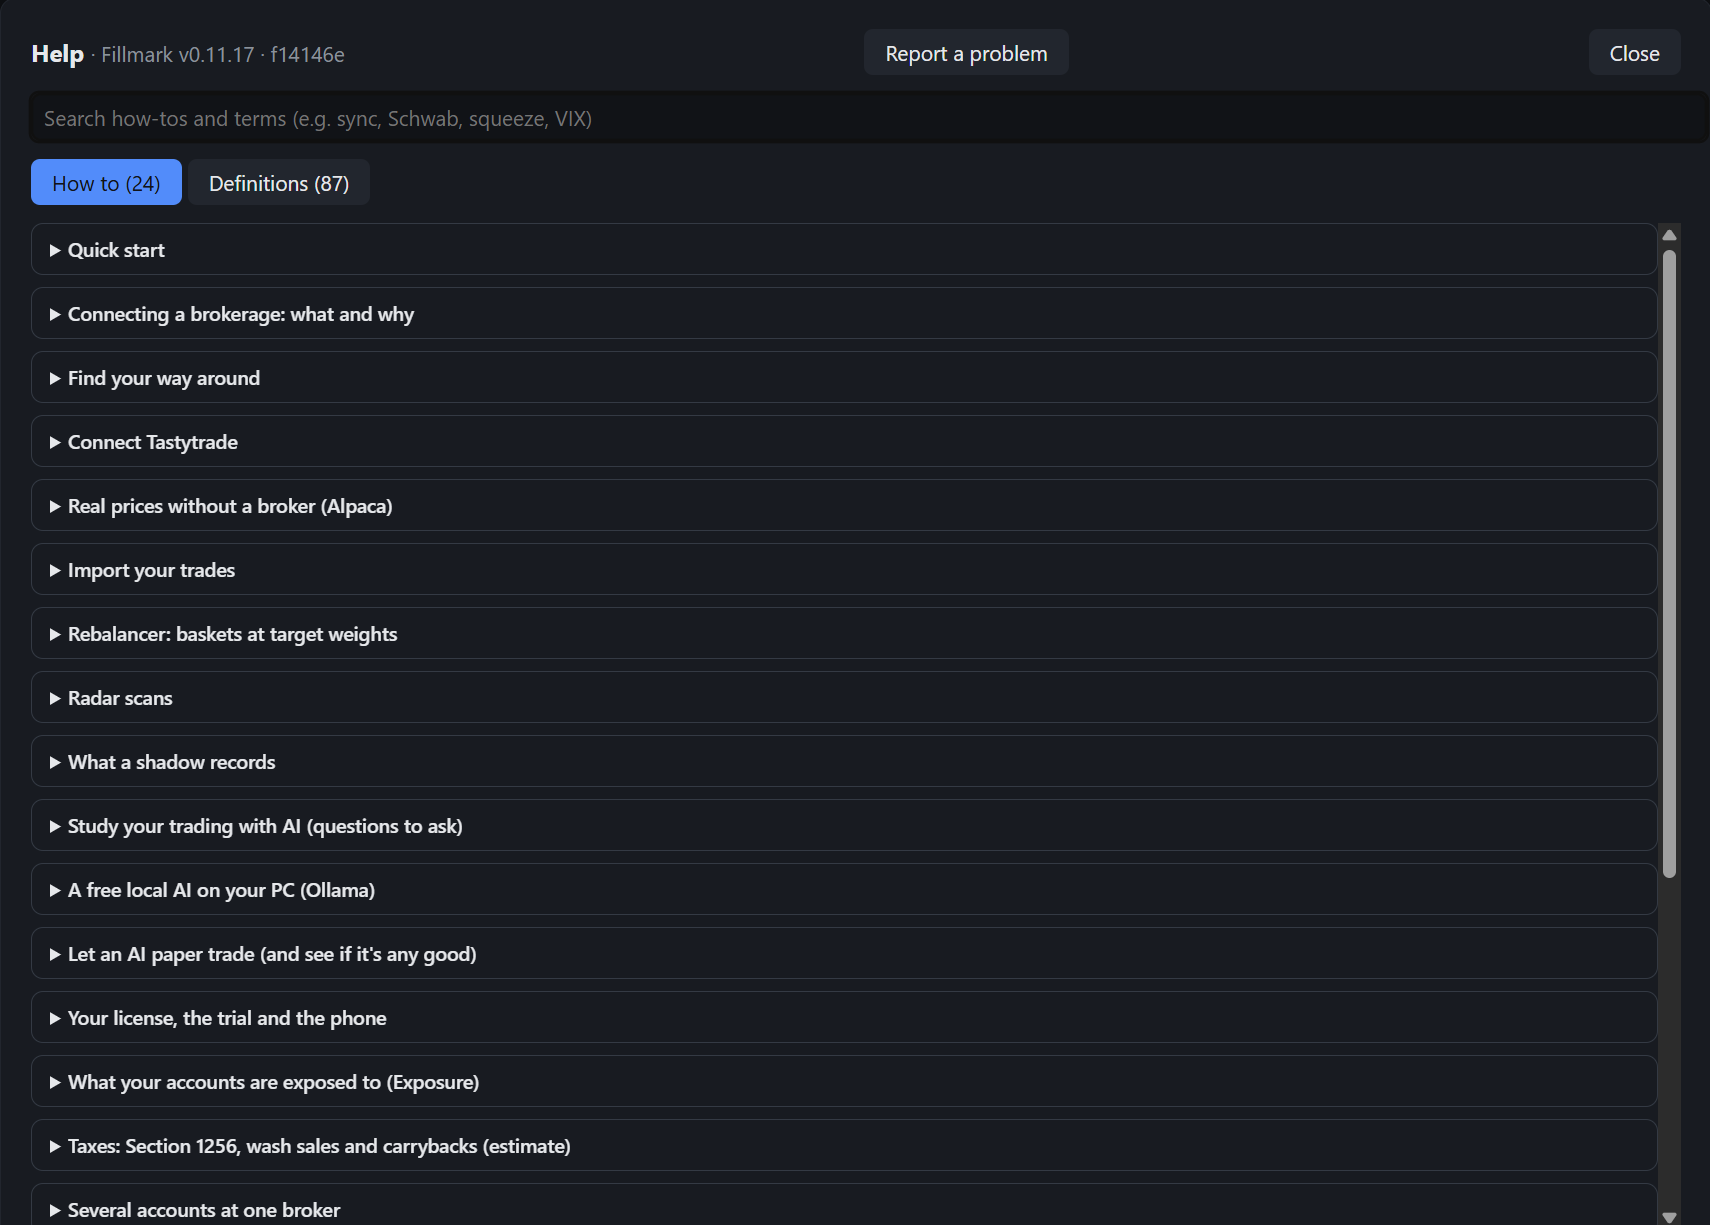 Help · Fillmark v0.11.17 · f14146e
Report a problem
Close
Search how-tos and terms (e.g. sync, Schwab, squeeze, VIX)
How to (24)
Definitions (87)
Quick start
Connecting a brokerage: what and why
Find your way around
Connect Tastytrade
Real prices without a broker (Alpaca)
Import your trades
Rebalancer: baskets at target weights
Radar scans
What a shadow records
Study your trading with AI (questions to ask)
A free local AI on your PC (Ollama)
Let an AI paper trade (and see if it's any good)
Your license, the trial and the phone
What your accounts are exposed to (Exposure)
Taxes: Section 1256, wash sales and carrybacks (estimate)
Several accounts at one broker